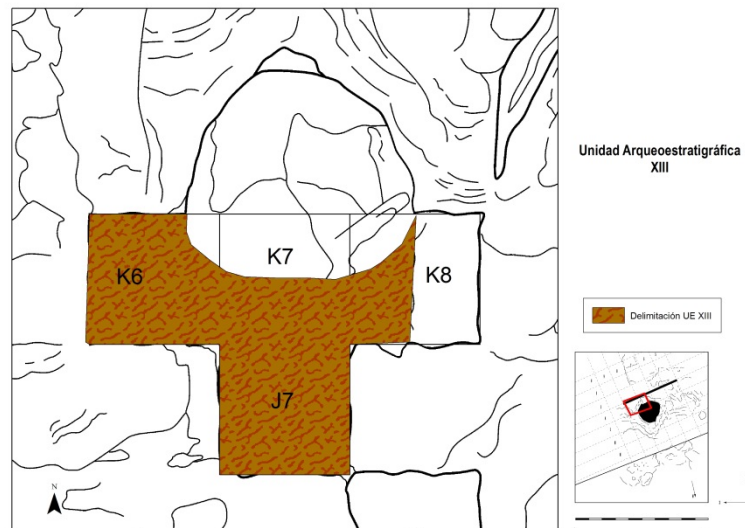 Unidad Arqueoestratigráfica
XIII
K7
K6
K8
Delimitación UE XIII
J7
N